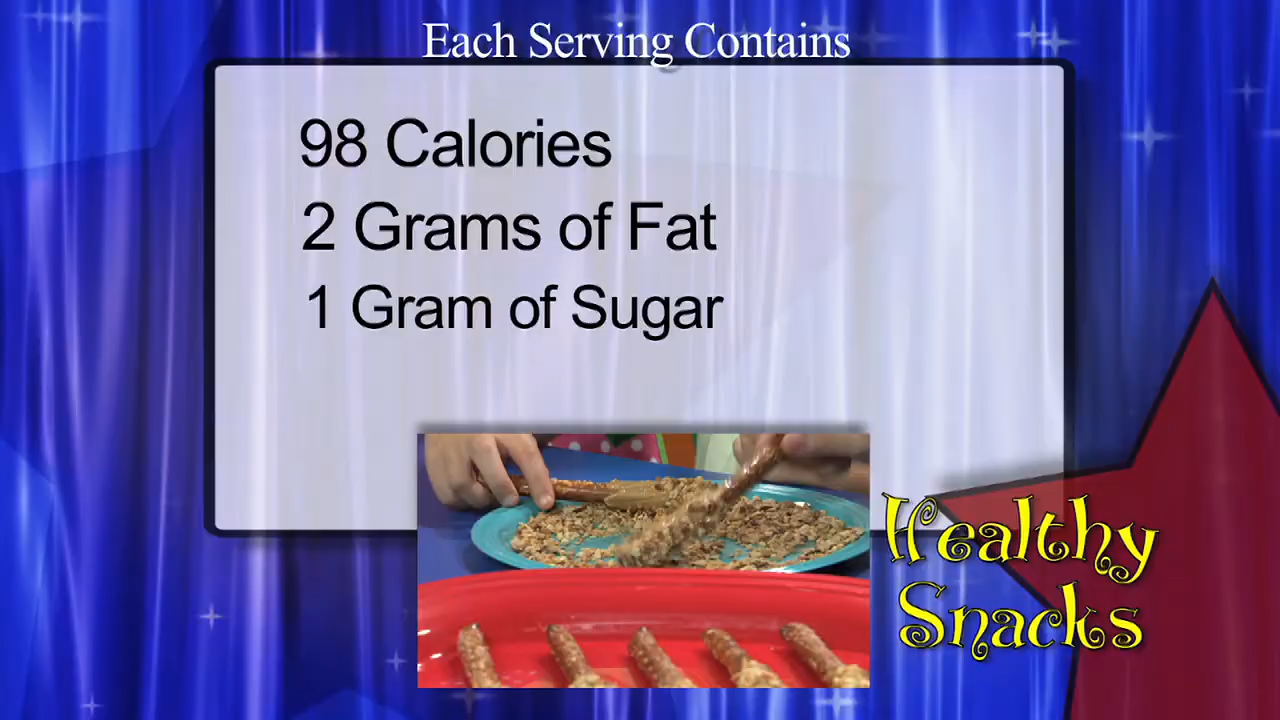 Each Serving Contains
98 Calories
2 Grams of Fat
1 Gram of Sugar
Healthy
Snacks